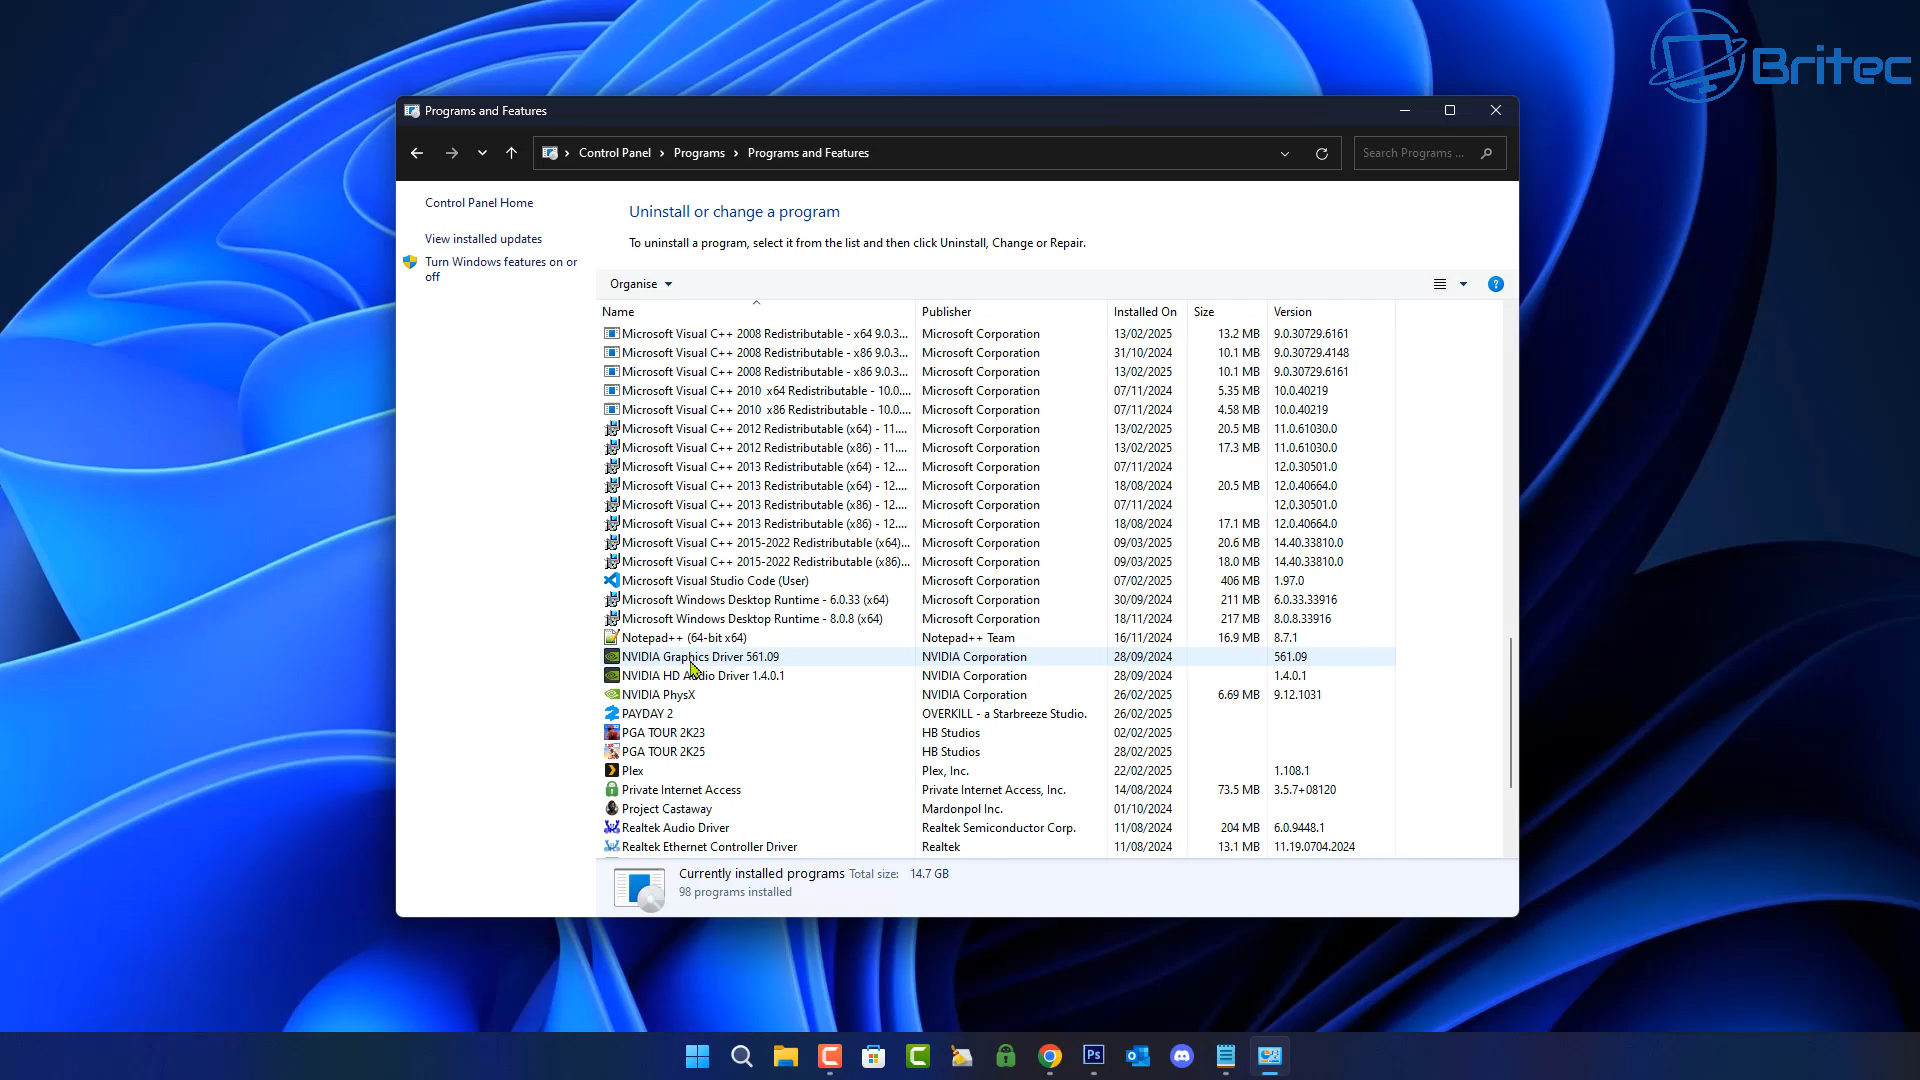 Britec
Programs and Features
Control Panel > Programs > Programs and Features
Search Programs ...
Control Panel Home
View installed updates
Turn Windows features on or
off
Uninstall or change a program
To uninstall a program, select it from the list and then click Uninstall, Change or Repair.
Organise
Name Publisher Installed On Size Version
Microsoft Visual C++ 2008 Redistributable - x64 9.0.3... Microsoft Corporation 13/02/2025 13.2 MB 9.0.30729.6161
Microsoft Visual C++ 2008 Redistributable - x86 9.0.3... Microsoft Corporation 31/10/2024 10.1 MB 9.0.30729.4148
Microsoft Visual C++ 2008 Redistributable - x86 9.0.3... Microsoft Corporation 13/02/2025 10.1 MB 9.0.30729.6161
Microsoft Visual C++ 2010 x64 Redistributable - 10.0.... Microsoft Corporation 07/11/2024 5.35 MB 10.0.40219
Microsoft Visual C++ 2010 x86 Redistributable - 10.0.... Microsoft Corporation 07/11/2024 4.58 MB 10.0.40219
Microsoft Visual C++ 2012 Redistributable (x64) - 11.... Microsoft Corporation 13/02/2025 20.5 MB 11.0.61030.0
Microsoft Visual C++ 2012 Redistributable (x86) - 11.... Microsoft Corporation 13/02/2025 17.3 MB 11.0.61030.0
Microsoft Visual C++ 2013 Redistributable (x64) - 12.... Microsoft Corporation 07/11/2024 12.0.30501.0
Microsoft Visual C++ 2013 Redistributable (x64) - 12.... Microsoft Corporation 18/08/2024 20.5 MB 12.0.40664.0
Microsoft Visual C++ 2013 Redistributable (x86) - 12.... Microsoft Corporation 07/11/2024 12.0.30501.0
Microsoft Visual C++ 2013 Redistributable (x86) - 12.... Microsoft Corporation 18/08/2024 17.1 MB 12.0.40664.0
Microsoft Visual C++ 2015-2022 Redistributable (x64)... Microsoft Corporation 09/03/2025 20.6 MB 14.40.33810.0
Microsoft Visual C++ 2015-2022 Redistributable (x86)... Microsoft Corporation 09/03/2025 18.0 MB 14.40.33810.0
Microsoft Visual Studio Code (User) Microsoft Corporation 07/02/2025 406 MB 1.97.0
Microsoft Windows Desktop Runtime - 6.0.33 (x64) Microsoft Corporation 30/09/2024 211 MB 6.0.33.33916
Microsoft Windows Desktop Runtime - 8.0.8 (x64) Microsoft Corporation 18/11/2024 217 MB 8.0.8.33916
Notepad++ (64-bit x64) Notepad++ Team 16/11/2024 16.9 MB 8.7.1
NVIDIA Graphics Driver 561.09 NVIDIA Corporation 28/09/2024 561.09
NVIDIA HD Audio Driver 1.4.0.1 NVIDIA Corporation 28/09/2024 1.4.0.1
NVIDIA PhysX NVIDIA Corporation 26/02/2025 6.69 MB 9.12.1031
PAYDAY 2 OVERKILL - a Starbreeze Studio. 26/02/2025
PGA TOUR 2K23 HB Studios 02/02/2025
PGA TOUR 2K25 HB Studios 28/02/2025
Plex Plex, Inc. 22/02/2025 1.108.1
Private Internet Access Private Internet Access, Inc. 14/08/2024 73.5 MB 3.5.7+08120
Project Castaway Mardonpol Inc. 01/10/2024
Realtek Audio Driver Realtek Semiconductor Corp. 11/08/2024 204 MB 6.0.9448.1
Realtek Ethernet Controller Driver Realtek 11/08/2024 13.1 MB 11.19.0704.2024
Currently installed programs Total size: 14.7 GB
98 programs installed
Ps